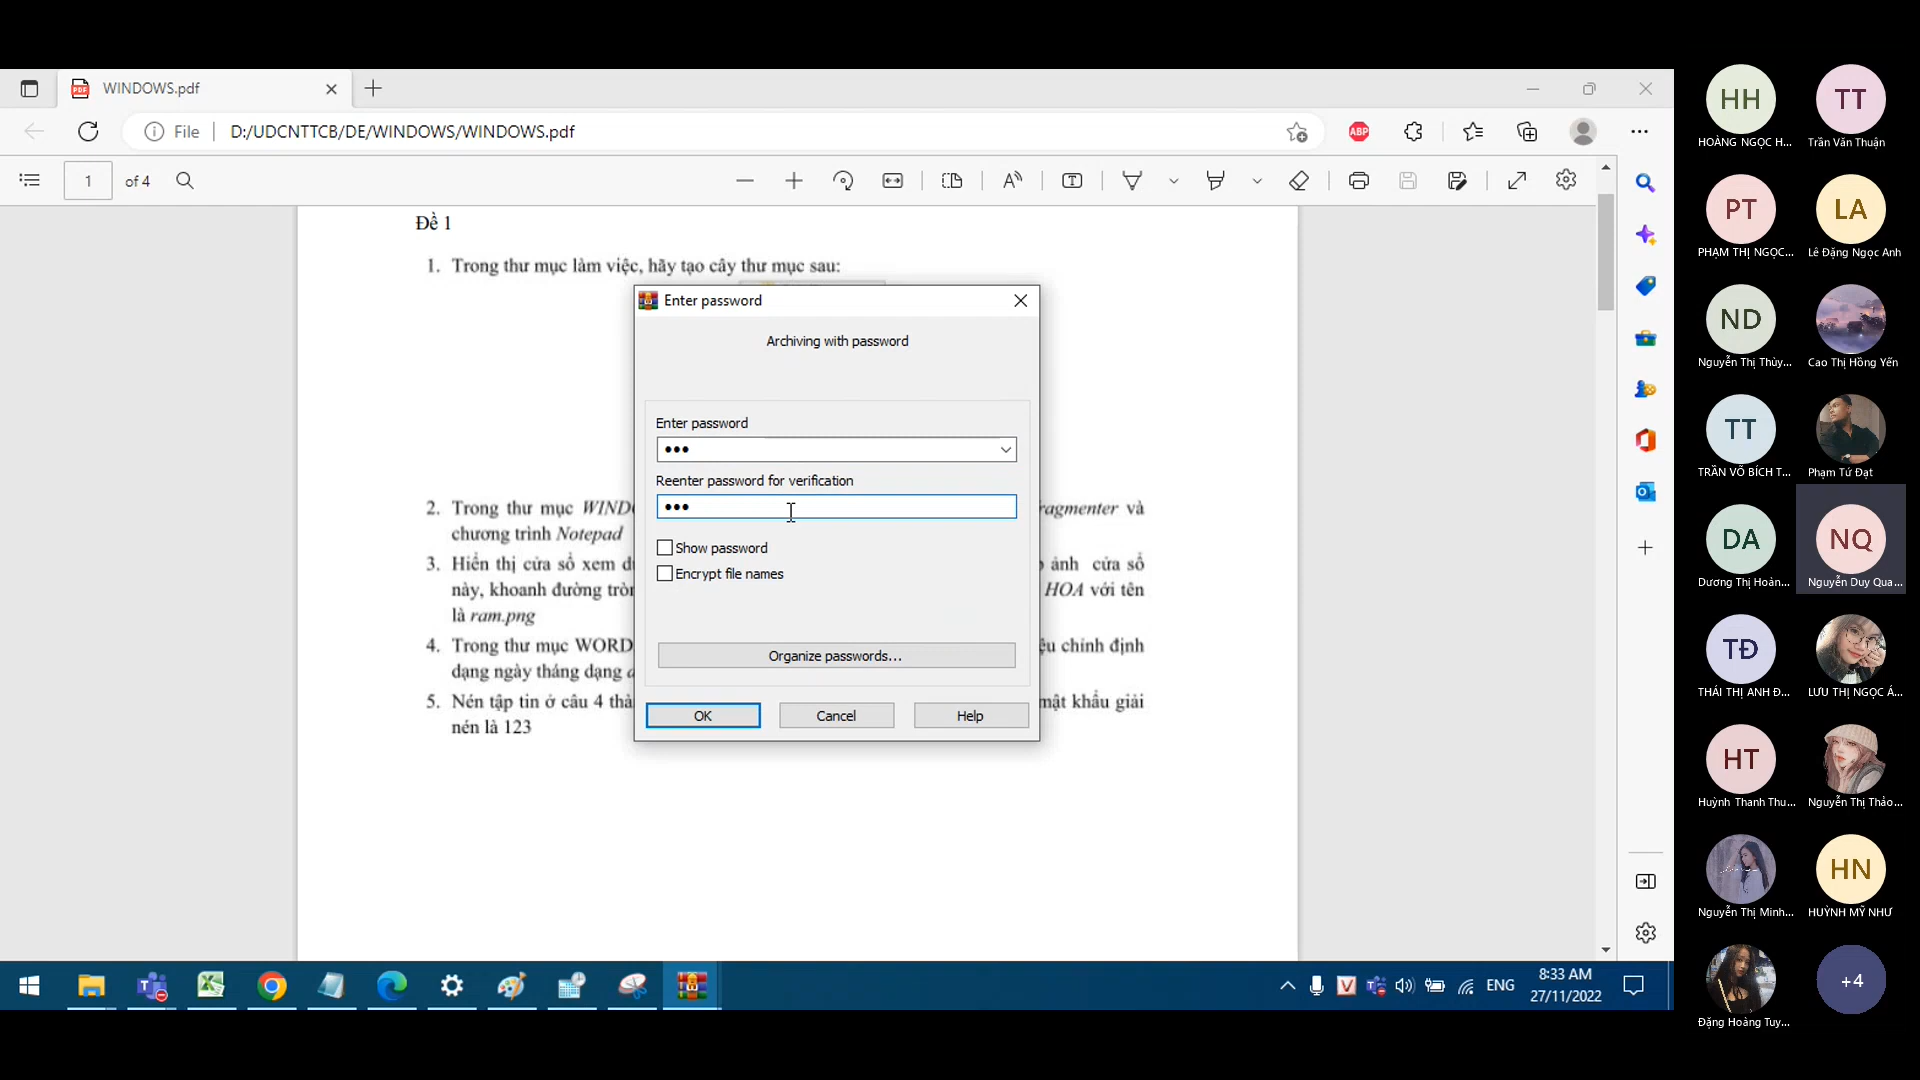 WINDOWS.pdf
File
D:/UDCNTTCB/DE/WINDOWS/WINDOWS.pdf
ABP
1
of 4
Đề 1
1. Trong thư mục làm việc, hãy tạo cây thư mục sau:
Enter password
Archiving with password
Enter password
•••
Reenter password for verification
•••
Show password
Encrypt file names
Organize passwords...
OK
Cancel
Help
2. Trong thư mục và
chương trình Notepad
3. Hiển thị cửa sổ xem ảnh cửa sổ
này, khoanh đường HOA với tên
là ram.png
4. Trong thư mục WORD chỉnh định
dạng ngày tháng dạng
5. Nén tập tin ở câu 4 mật khẩu giải
nén là 123
ENG
8:33 AM
27/11/2022
HH
HOÀNG NGỌC H...
TT
Trần Văn Thuận
PT
PHẠM THỊ NGỌC...
LA
Lê Đặng Ngọc Anh
ND
Nguyễn Thị Thùy...
Cao Thị Hồng Yến
TT
TRẦN VÕ BÍCH T...
Phạm Tứ Đạt
DA
Dương Thị Hoàn...
NQ
Nguyễn Duy Qua...
TĐ
THÁI THỊ ANH Đ...
LƯU THỊ NGỌC Á...
HT
Huỳnh Thanh Thu...
Nguyễn Thị Thảo...
Nguyễn Thị Minh...
HN
HUỲNH MỸ NHƯ
Đặng Hoàng Tuy...
+4